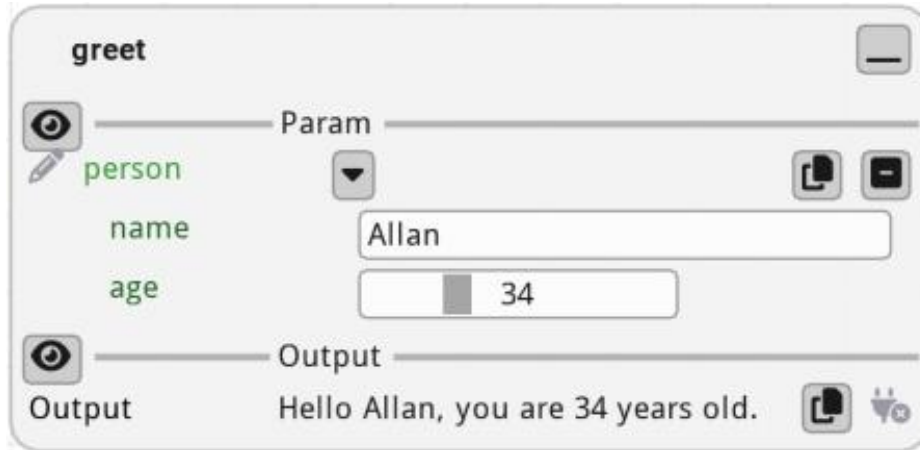 greet
Param
person
name Allan
age 34
Output
Output Hello Allan, you are 34 years old.